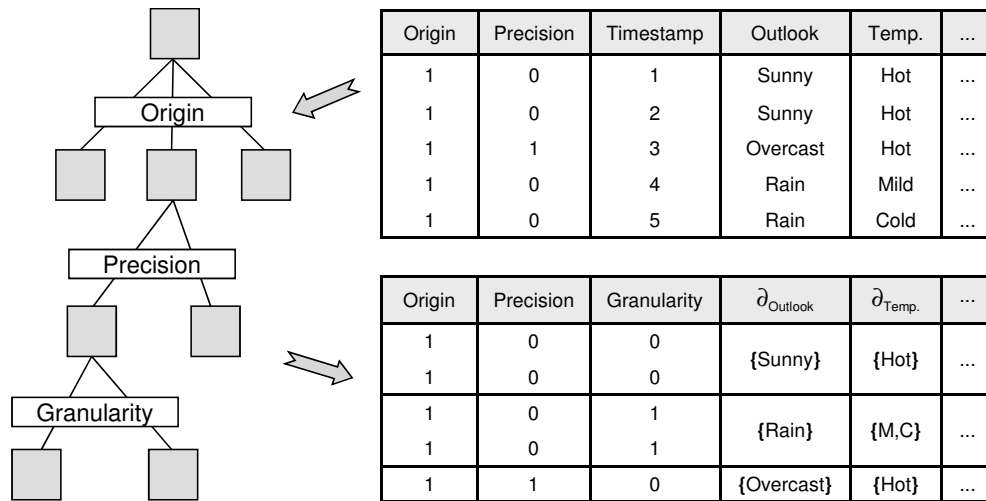 Origin
Precision
Granularity
Origin Precision Timestamp Outlook Temp. ...
1 0 1 Sunny Hot ...
1 0 2 Sunny Hot ...
1 1 3 Overcast Hot ...
1 0 4 Rain Mild ...
1 0 5 Rain Cold ...
Origin Precision Granularity ∂Outlook ∂Temp. ...
1 0 0
{Sunny} {Hot} ...
1 0 0
1 0 1
{Rain} {M,C} ...
1 0 1
1 1 0 {Overcast} {Hot} ...